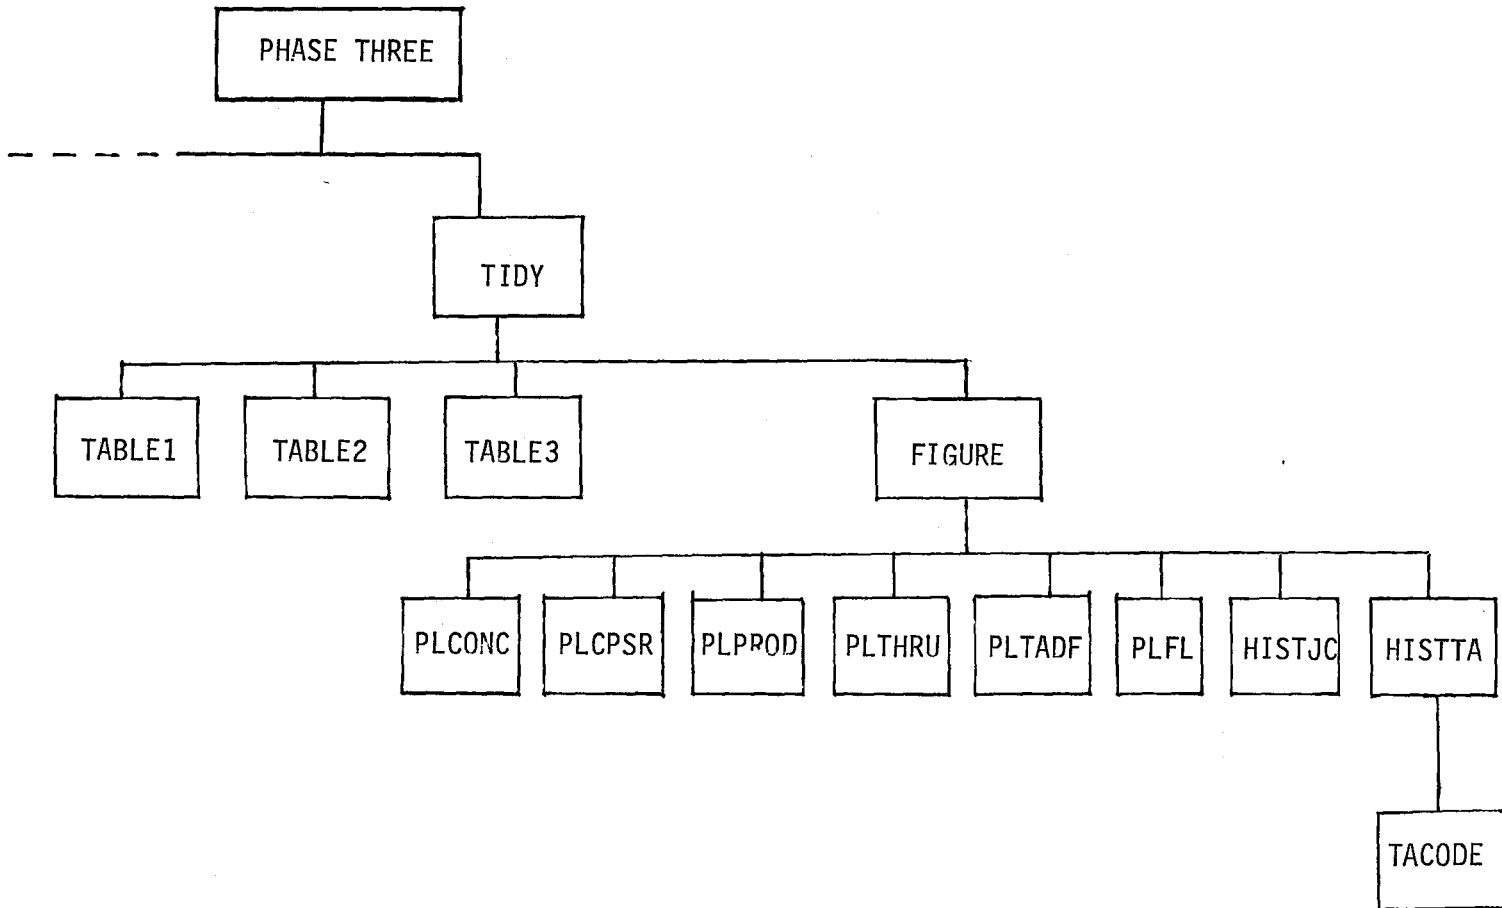 PHASE THREE
TIDY
TABLE1
TABLE2
TABLE3
FIGURE
PLCONC
PLCPSR
PLPROD
PLTHRU
PLTADF
PLFL
HISTJC
HISTTA
TACODE